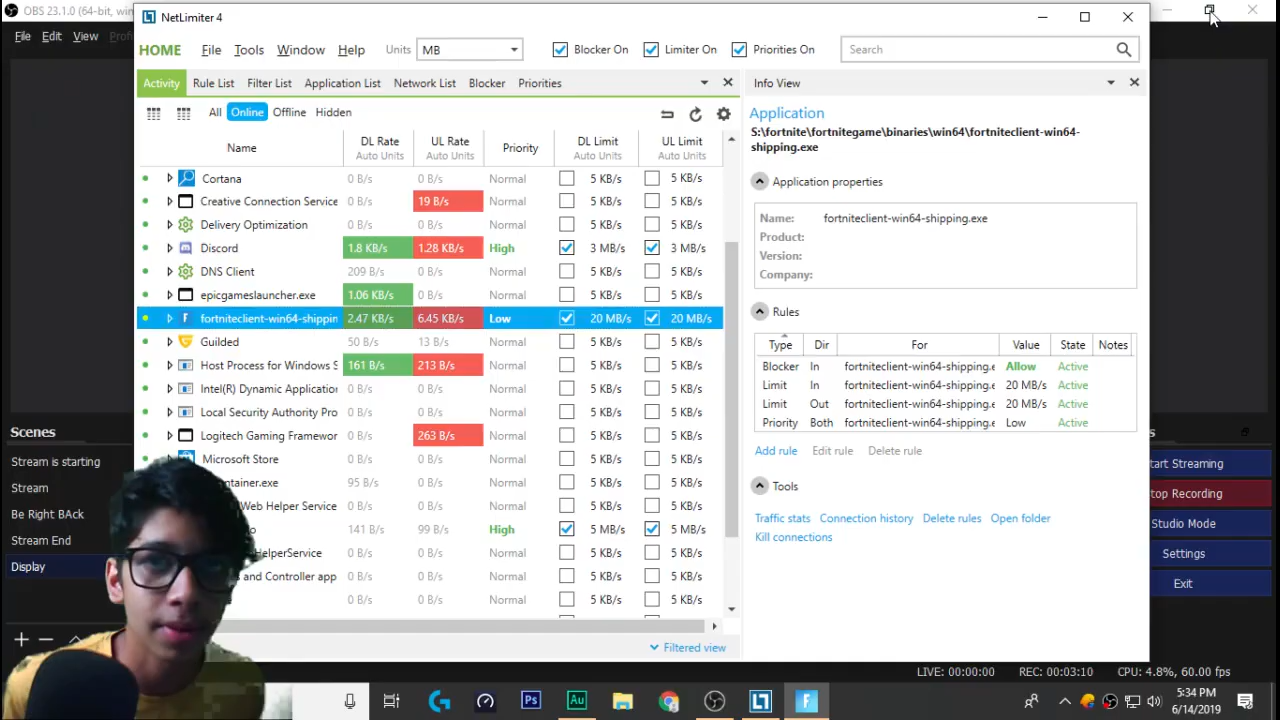 OBS 23.1.0 (64-bit, win
File Edit View Profi
NetLimiter 4
HOME File Tools Window Help Units MB Blocker On Limiter On Priorities On Search
Activity Rule List Filter List Application List Network List Blocker Priorities
All Online Offline Hidden
Name DL Rate UL Rate Priority DL Limit UL Limit
Auto Units Auto Units Auto Units Auto Units
Cortana 0 B/s 0 B/s Normal 5 KB/s 5 KB/s
Creative Connection Service 0 B/s 19 B/s Normal 5 KB/s 5 KB/s
Delivery Optimization 0 B/s 0 B/s Normal 5 KB/s 5 KB/s
Discord 1.8 KB/s 1.28 KB/s High 3 MB/s 3 MB/s
DNS Client 209 B/s 0 B/s Normal 5 KB/s 5 KB/s
epicgameslauncher.exe 1.06 KB/s 0 B/s Normal 5 KB/s 5 KB/s
fortniteclient-win64-shippin 2.47 KB/s 6.45 KB/s Low 20 MB/s 20 MB/s
Guilded 50 B/s 13 B/s Normal 5 KB/s 5 KB/s
Host Process for Windows S 161 B/s 213 B/s Normal 5 KB/s 5 KB/s
Intel(R) Dynamic Application 0 B/s 0 B/s Normal 5 KB/s 5 KB/s
Local Security Authority Pro 0 B/s 0 B/s Normal 5 KB/s 5 KB/s
Logitech Gaming Framewor 0 B/s 263 B/s Normal 5 KB/s 5 KB/s
Microsoft Store 0 B/s 0 B/s Normal 5 KB/s 5 KB/s
ntainer.exe 95 B/s 0 B/s Normal 5 KB/s 5 KB/s
Web Helper Service 0 B/s 0 B/s Normal 5 KB/s 5 KB/s
o 141 B/s 99 B/s High 5 MB/s 5 MB/s
HelperService 0 B/s 0 B/s Normal 5 KB/s 5 KB/s
s and Controller app 0 B/s 0 B/s Normal 5 KB/s 5 KB/s
0 B/s 0 B/s Normal 5 KB/s 5 KB/s
Filtered view
Info View
Application
S:\fortnite\fortnitegame\binaries\win64\fortniteclient-win64-
shipping.exe
Application properties
Name: fortniteclient-win64-shipping.exe
Product:
Version:
Company:
Rules
Type Dir For Value State Notes
Blocker In fortniteclient-win64-shipping.e Allow Active
Limit In fortniteclient-win64-shipping.e 20 MB/s Active
Limit Out fortniteclient-win64-shipping.e 20 MB/s Active
Priority Both fortniteclient-win64-shipping.e Low Active
Add rule Edit rule Delete rule
Tools
Traffic stats Connection history Delete rules Open folder
Kill connections
Scenes
Stream is starting
Stream
Be Right BAck
Stream End
Display
s
tart Streaming
top Recording
Studio Mode
Settings
Exit
LIVE: 00:00:00 REC: 00:03:10 CPU: 4.8%, 60.00 fps
Ps Au
5:34 PM
6/14/2019